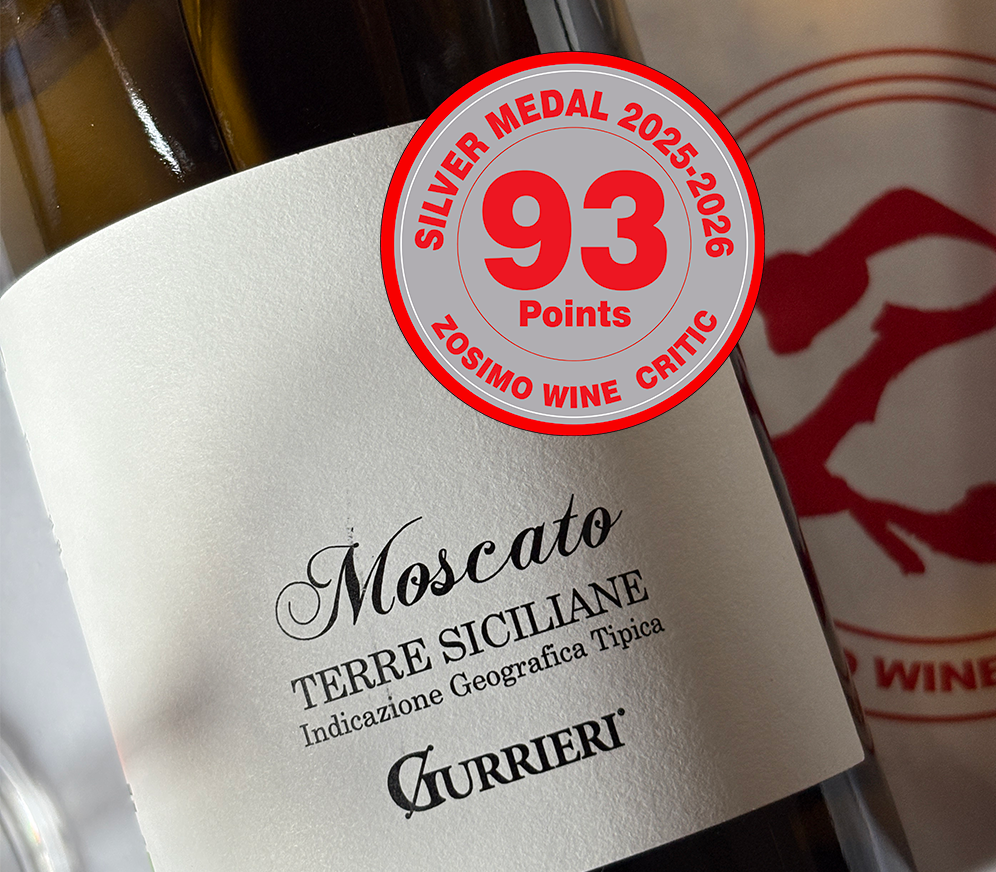 SILVER MEDAL 2025-2026
93
Points
ZOSIMO WINE CRITIC
Moscato
TERRE SICILIANE
Indicazione Geografica Tipica
GURRIERI
WINE